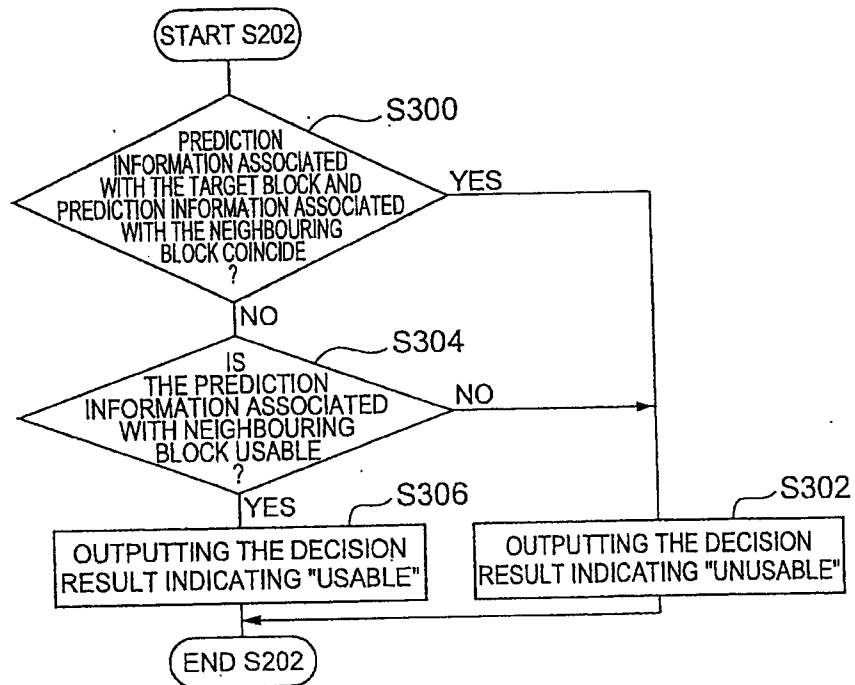 START S202
S300
PREDICTION
INFORMATION ASSOCIATED
WITH THE TARGET BLOCK AND
PREDICTION INFORMATION ASSOCIATED
WITH THE NEIGHBOURING
BLOCK COINCIDE
?
YES
NO
S304
IS
THE PREDICTION
INFORMATION ASSOCIATED
WITH NEIGHBOURING
BLOCK USABLE
?
NO
YES
S306
OUTPUTTING THE DECISION
RESULT INDICATING "USABLE"
S302
OUTPUTTING THE DECISION
RESULT INDICATING "UNUSABLE"
END S202